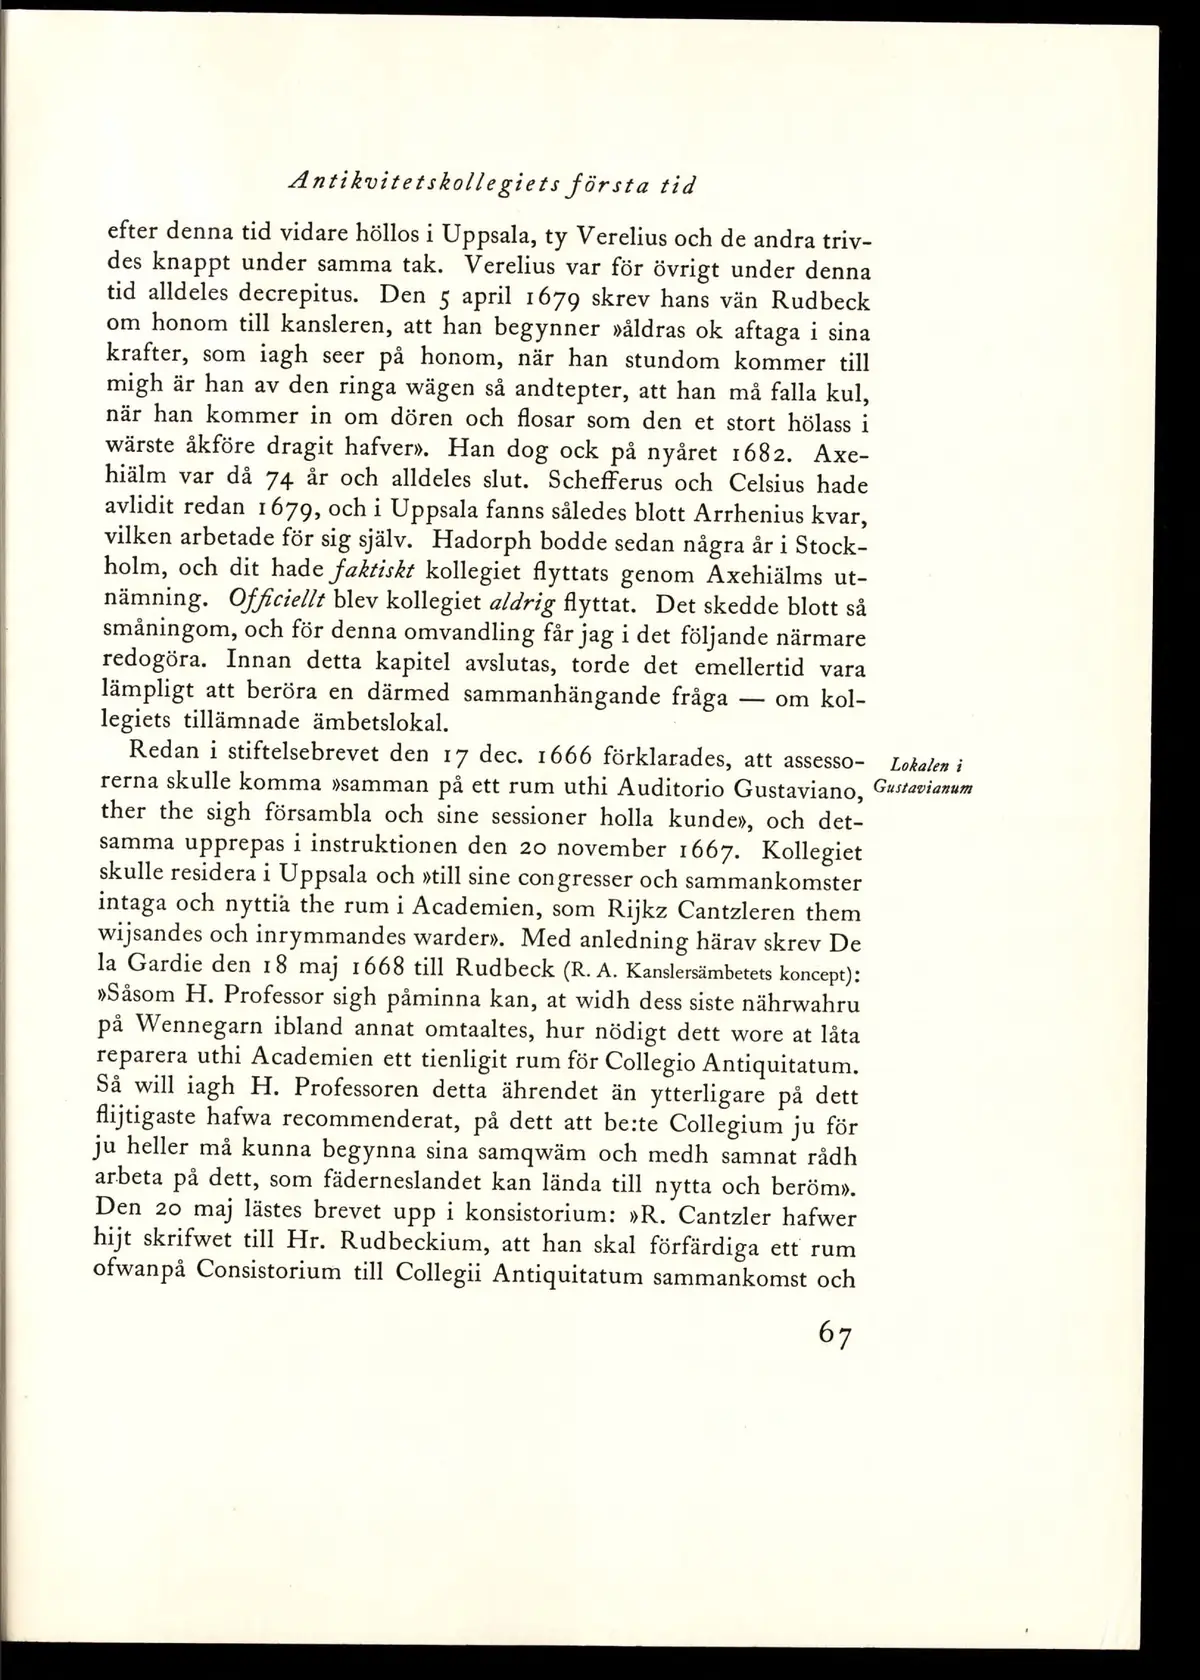 Antikvitetskollegiets första tid
efter denna tid vidare höllos i Uppsala, ty Verelius och de andra triv-
des knappt under samma tak. Verelius var för övrigt under denna
tid alldeles decrepitus. Den 5 april 1679 skrev hans vän Rudbeck
om honom till kansleren, att han begynner »åldras ok aftaga i sina
krafter, som iagh seer på honom, när han stundom kommer till
migh är han av den ringa wägen så andtepter, att han må falla kul,
när han kommer in om dören och flosar som den et stort hölass i
wärste åkföre dragit hafver». Han dog ock på nyåret 1682. Axe-
hiälm var då 74 år och alldeles slut. Schefferus och Celsius hade
avlidit redan 1679, och i Uppsala fanns således blott Arrhenius kvar,
vilken arbetade för sig själv. Hadorph bodde sedan några år i Stock-
holm, och dit hade faktiskt kollegiet flyttats genom Axehiälms ut-
nämning. Officiellt blev kollegiet aldrig flyttat. Det skedde blott så
småningom, och för denna omvandling får jag i det följande närmare
redogöra. Innan detta kapitel avslutas, torde det emellertid vara
lämpligt att beröra en därmed sammanhängande fråga — om kol-
legiets tillämnade ämbetslokal.
Redan i stiftelsebrevet den 17 dec. 1666 förklarades, att assesso-
rerna skulle komma »samman på ett rum uthi Auditorio Gustaviano,
ther the sigh försambla och sine sessioner holla kunde», och det-
samma upprepas i instruktionen den 20 november 1667. Kollegiet
skulle residera i Uppsala och »till sine congresser och sammankomster
intaga och nyttia the rum i Academien, som Rijkz Cantzleren them
wijsandes och inrymmandes warder». Med anledning härav skrev De
la Gardie den 18 maj 1668 till Rudbeck (R. A. Kanslersämbetets koncept):
»Såsom H. Professor sigh påminna kan, at widh dess siste nährwahru
på Wennegarn ibland annat omtaaltes, hur nödigt dett wore at låta
reparera uthi Academien ett tienligit rum för Collegio Antiquitatum.
Så will iagh H. Professoren detta ährendet än ytterligare på dett
flijtigaste hafwa recommenderat, på dett att be:te Collegium ju för
ju heller må kunna begynna sina samqwäm och medh samnat rådh
arbeta på dett, som fäderneslandet kan lända till nytta och beröm».
Den 20 maj lästes brevet upp i konsistorium: »R. Cantzler hafwer
hijt skrifwet till Hr. Rudbeckium, att han skal förfärdiga ett rum
ofwanpå Consistorium till Collegii Antiquitatum sammankomst och
Lokalen i
Gustavianum
67